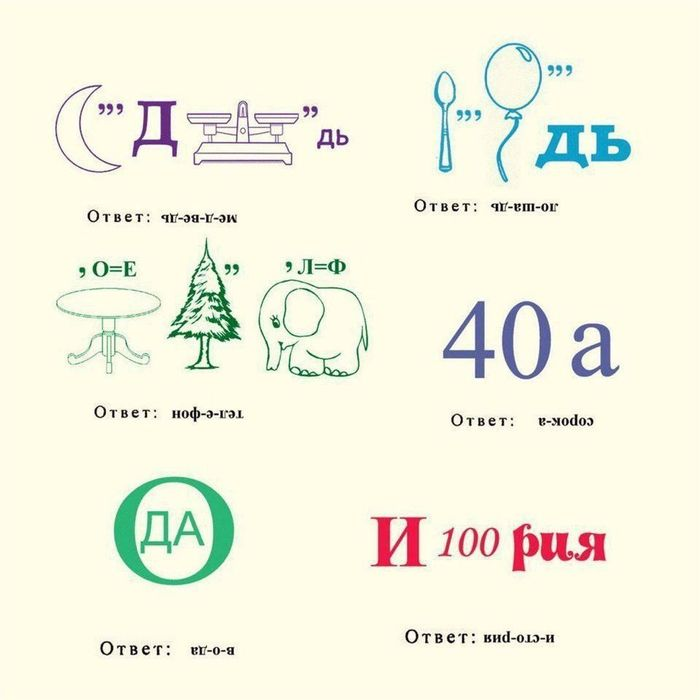 ,,, Д ,, дь
,,, ,,, дь
Ответ: ме-д-ве-дь
Ответ: ло-ша-дь
, О=Е ,, , Л=Ф
40 а
Ответ: тел-е-фон
Ответ: сорок-а
О ДА
И 100 рия
Ответ: в-о-да
Ответ: и-сто-рия